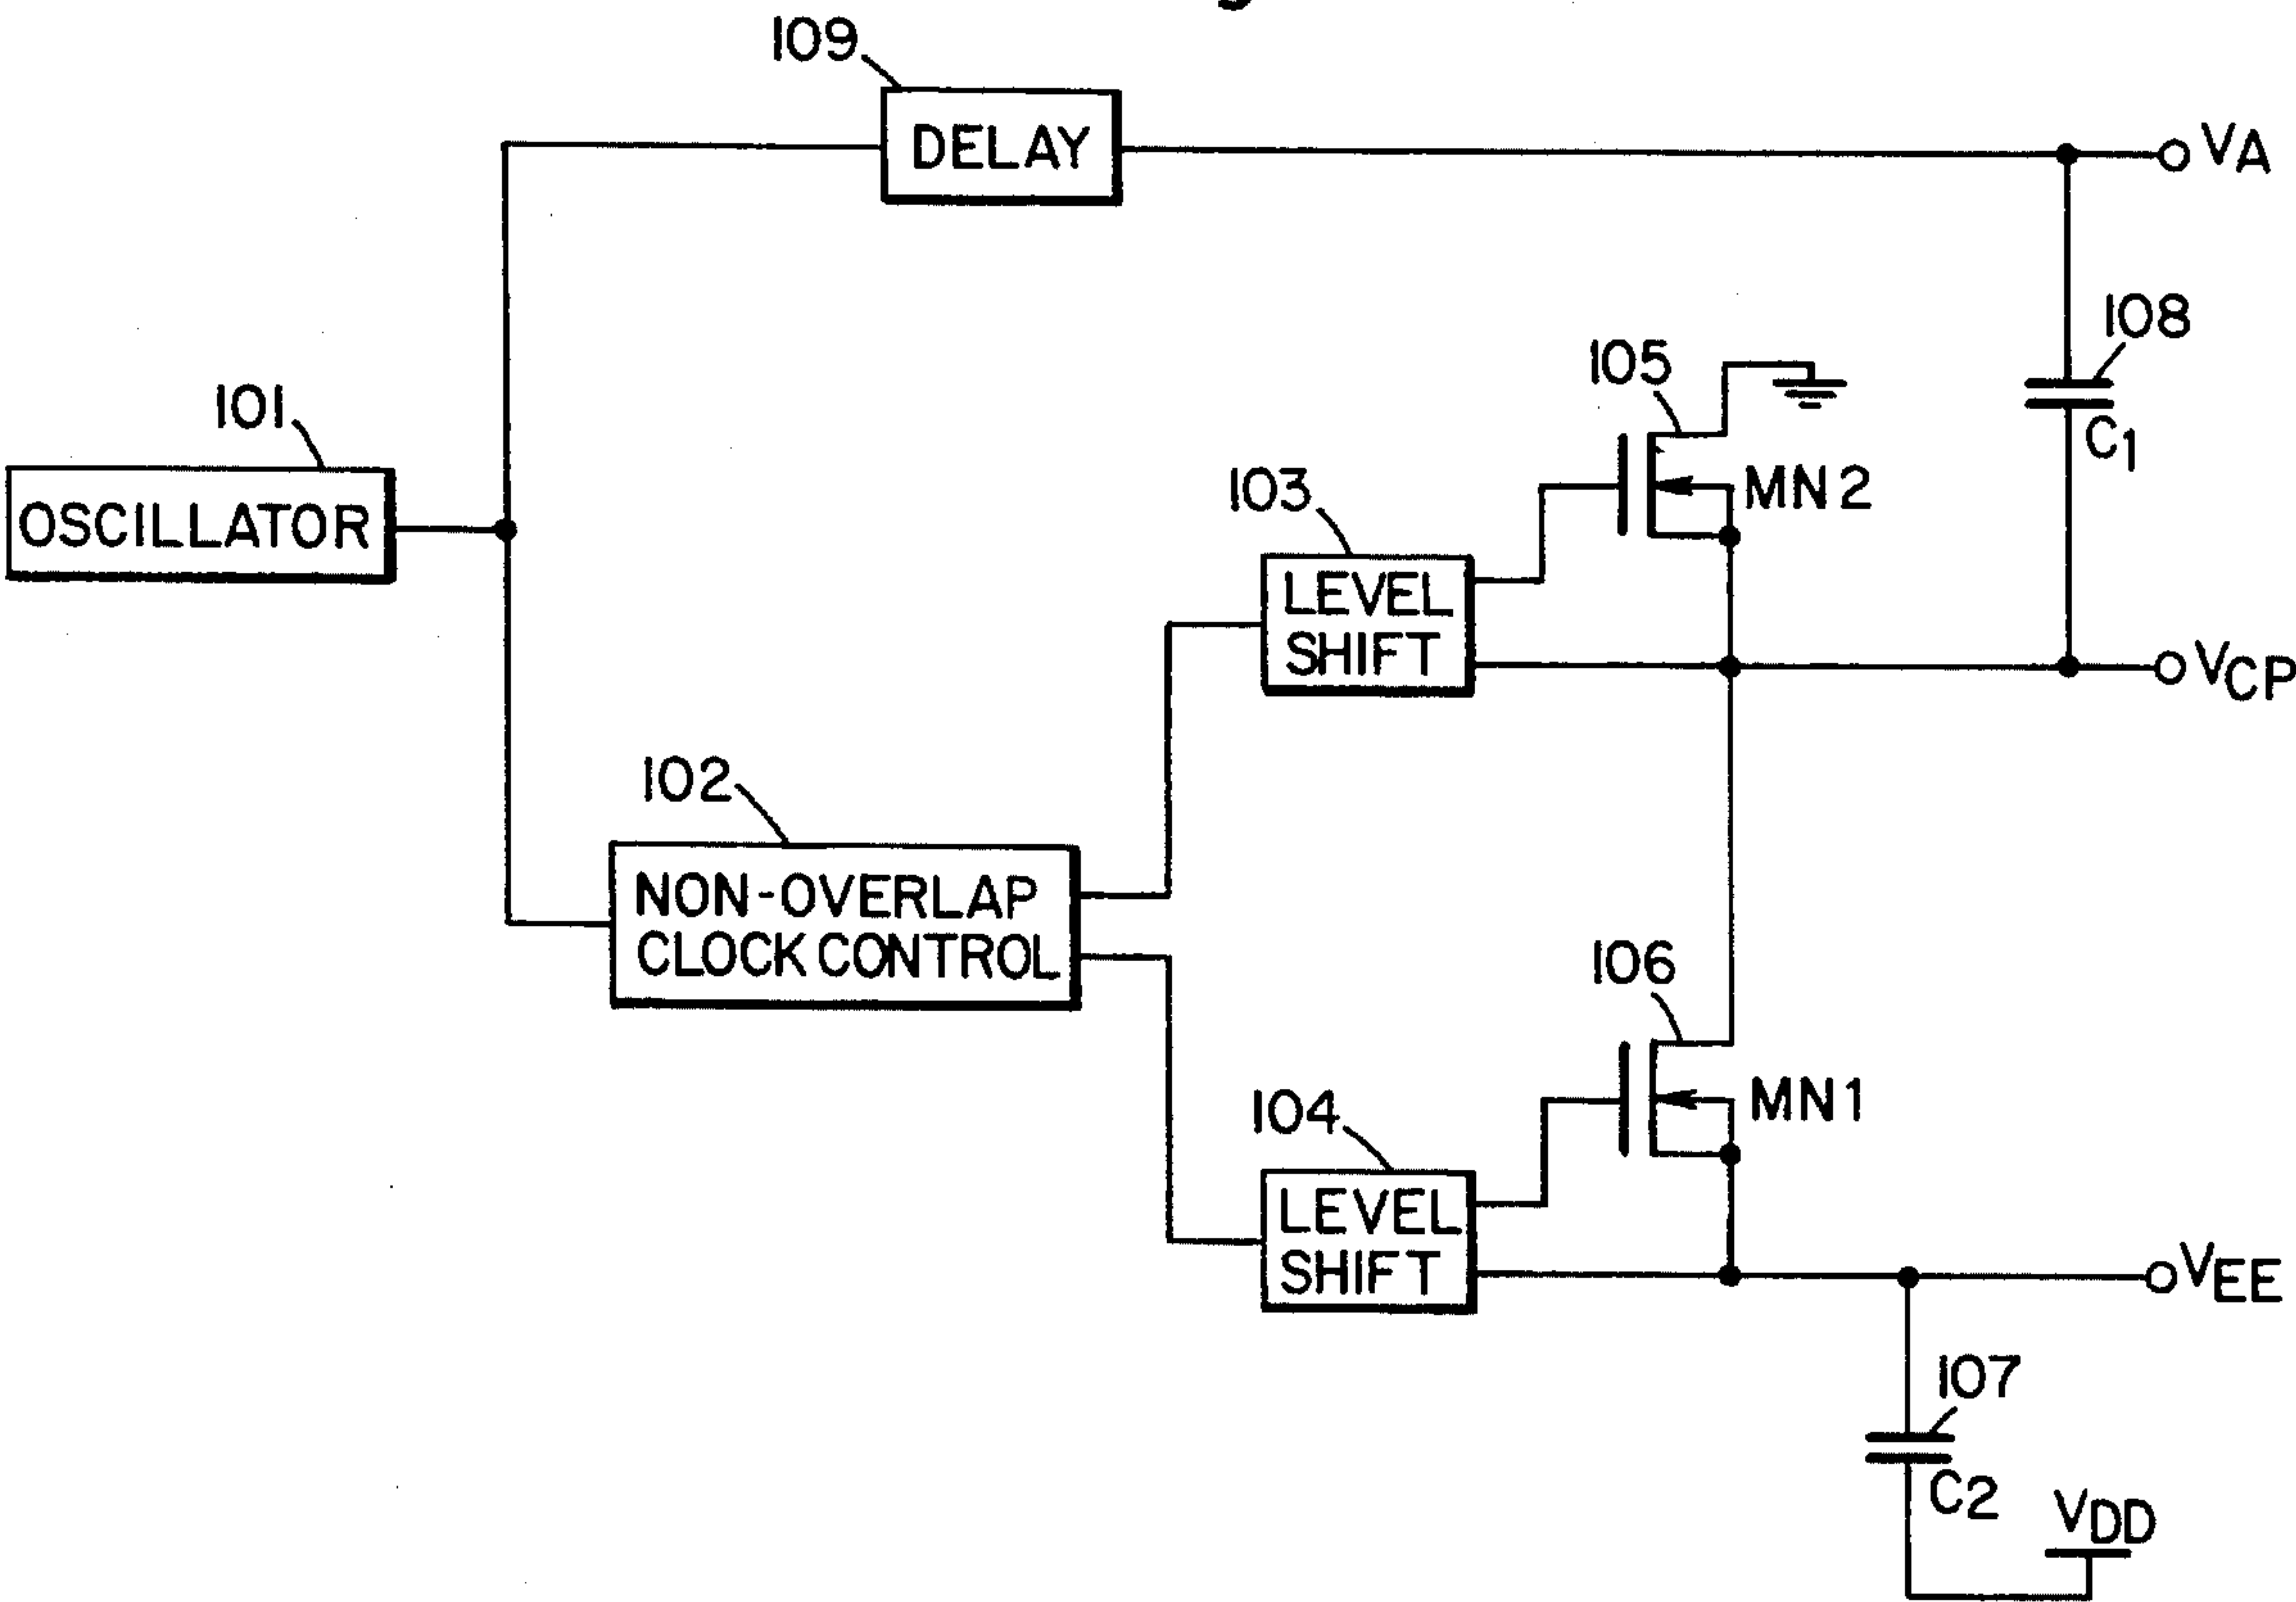 109
DELAY
VA
108
C1
105
MN2
101
OSCILLATOR
103
LEVEL
SHIFT
VCP
102
NON-OVERLAP
CLOCK CONTROL
106
MN1
104
LEVEL
SHIFT
VEE
107
C2
VDD